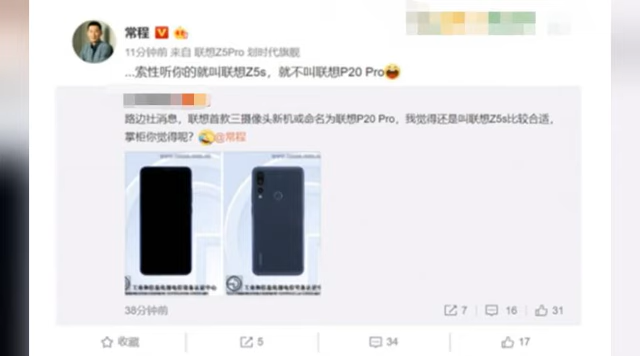 常程
11分钟前 来自 联想Z5Pro 划时代旗舰
...索性听你的就叫联想Z5s，就不叫联想P20 Pro
路边社消息，联想首款三摄像头新机或命名为联想P20 Pro，我觉得还是叫联想Z5s比较合适，
掌柜你觉得呢？@常程
38分钟前
7 16 31
收藏 5 34 17